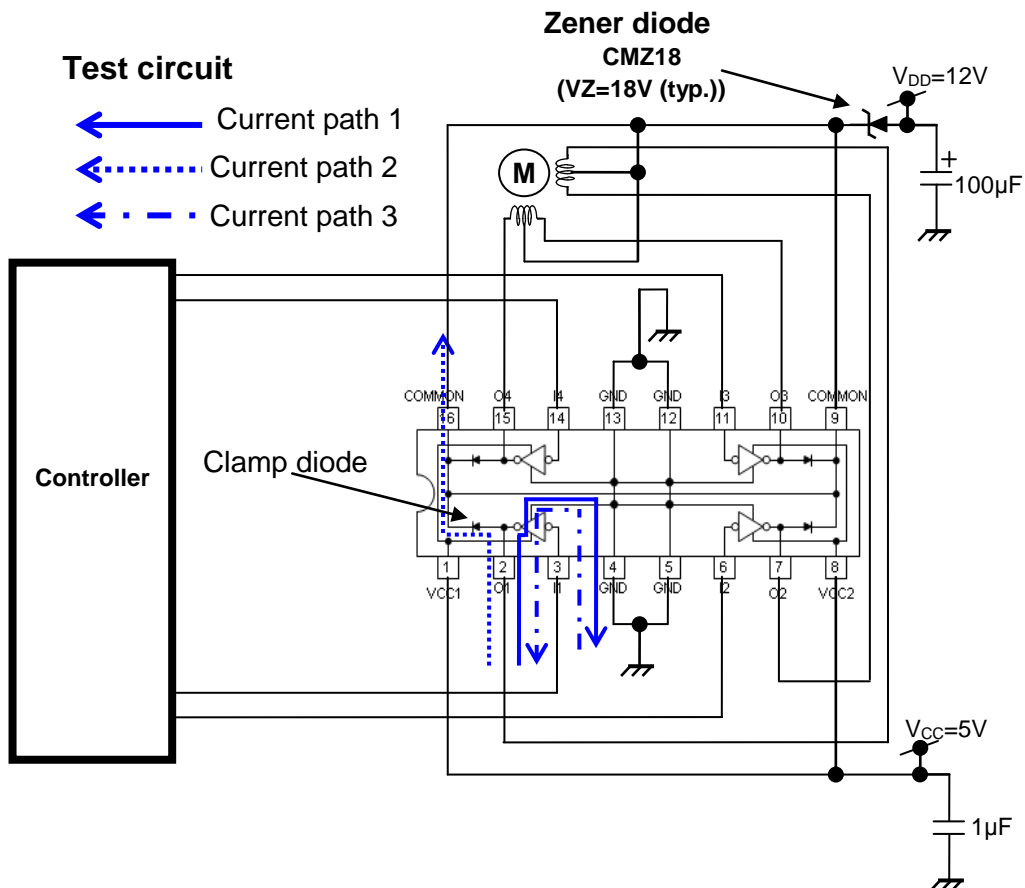 Zener diode
CMZ18
(VZ=18V (typ.))
Test circuit
VDD=12V
Current path 1
Current path 2
Current path 3
M
+
100µF
Controller
COMMON O4 I4 GND GND I3 O3 COMMON
16 15 14 13 12 11 10 9
Clamp diode
1 2 3 4 5 6 7 8
VCC1 O1 I1 GND GND I2 O2 VCC2
VCC=5V
1µF